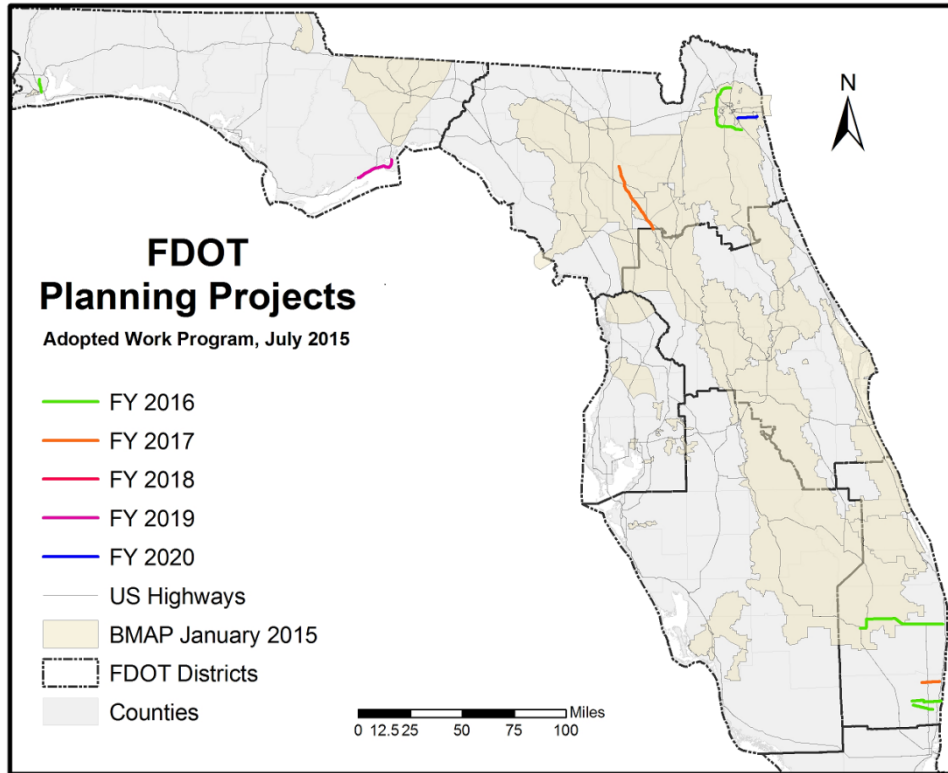 N
FDOT
Planning Projects
Adopted Work Program, July 2015
FY 2016
FY 2017
FY 2018
FY 2019
FY 2020
US Highways
BMAP January 2015
FDOT Districts
Counties
Miles
0 12.5 25 50 75 100